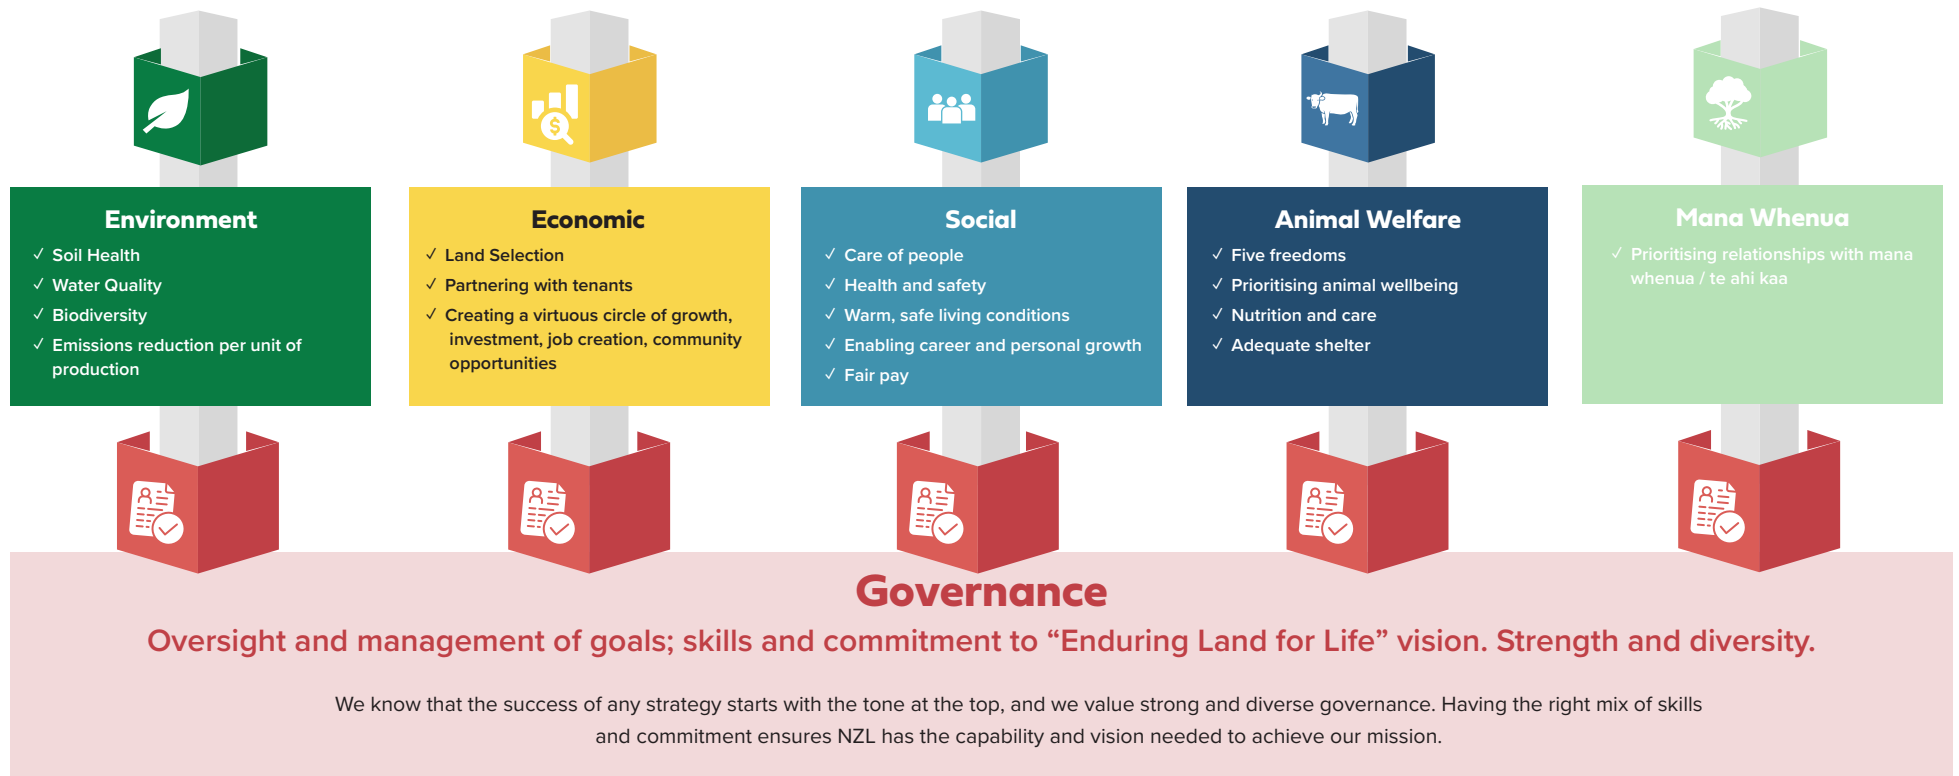 Environment
✓ Soil Health
✓ Water Quality
✓ Biodiversity
✓ Emissions reduction per unit of
production
Economic
✓ Land Selection
✓ Partnering with tenants
✓ Creating a virtuous circle of growth,
investment, job creation, community
opportunities
Social
✓ Care of people
✓ Health and safety
✓ Warm, safe living conditions
✓ Enabling career and personal growth
✓ Fair pay
Animal Welfare
✓ Five freedoms
✓ Prioritising animal wellbeing
✓ Nutrition and care
✓ Adequate shelter
Mana Whenua
✓ Prioritising relationships with mana
whenua / te ahi kaa
Governance
Oversight and management of goals; skills and commitment to “Enduring Land for Life” vision. Strength and diversity.
We know that the success of any strategy starts with the tone at the top, and we value strong and diverse governance. Having the right mix of skills
and commitment ensures NZL has the capability and vision needed to achieve our mission.